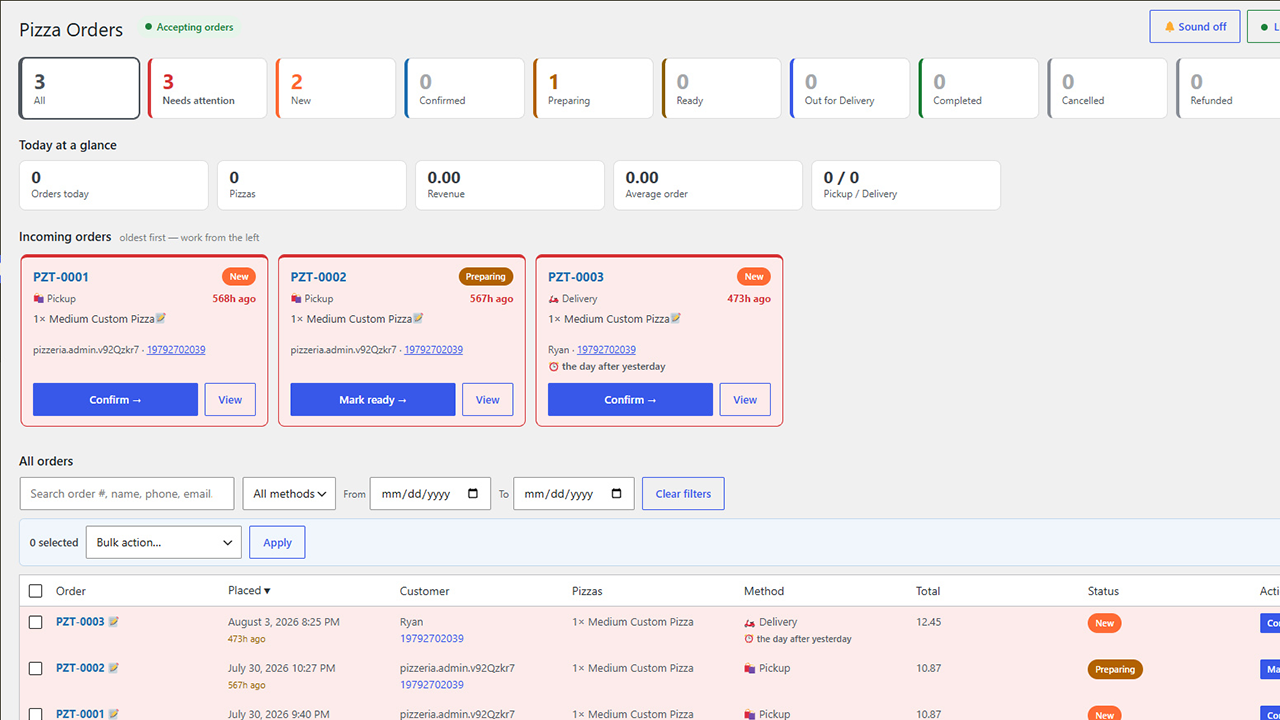 Pizza Orders
Accepting orders
Sound off
3 All
3 Needs attention
2 New
0 Confirmed
1 Preparing
0 Ready
0 Out for Delivery
0 Completed
0 Cancelled
0 Refunded
Today at a glance
0 Orders today
0 Pizzas
0.00 Revenue
0.00 Average order
0 / 0 Pickup / Delivery
Incoming orders oldest first — work from the left
PZT-0001 New
Pickup 568h ago
1× Medium Custom Pizza
pizzeria.admin.v92Qzkr7 · 19792702039
Confirm → View
PZT-0002 Preparing
Pickup 567h ago
1× Medium Custom Pizza
pizzeria.admin.v92Qzkr7 · 19792702039
Mark ready → View
PZT-0003 New
Delivery 473h ago
1× Medium Custom Pizza
Ryan · 19792702039
the day after yesterday
Confirm → View
All orders
Search order #, name, phone, email All methods From mm/dd/yyyy To mm/dd/yyyy Clear filters
0 selected Bulk action... Apply
Order Placed ▼ Customer Pizzas Method Total Status
PZT-0003 August 3, 2026 8:25 PM Ryan 1× Medium Custom Pizza Delivery 12.45 New
473h ago 19792702039 the day after yesterday
PZT-0002 July 30, 2026 10:27 PM pizzeria.admin.v92Qzkr7 1× Medium Custom Pizza Pickup 10.87 Preparing
567h ago 19792702039
PZT-0001 July 30, 2026 9:40 PM pizzeria.admin.v92Qzkr7 1× Medium Custom Pizza Pickup 10.87 New